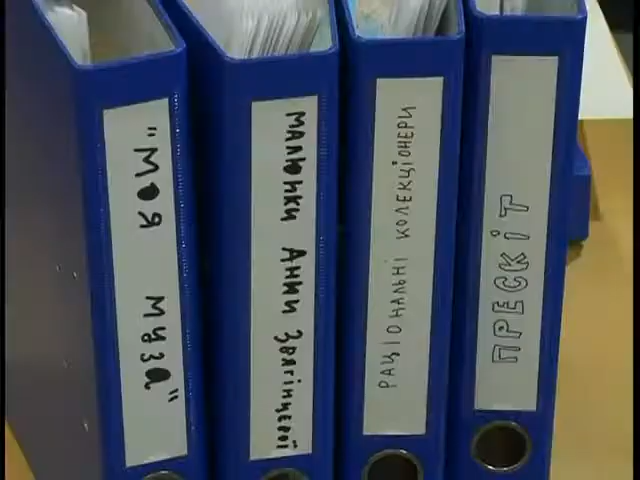 "Моя муза"
Малюнки Анни Звягінцевої
РАЦІОНАЛЬНІ КОЛЕКЦІОНЕРИ
ПРЕСКІТ